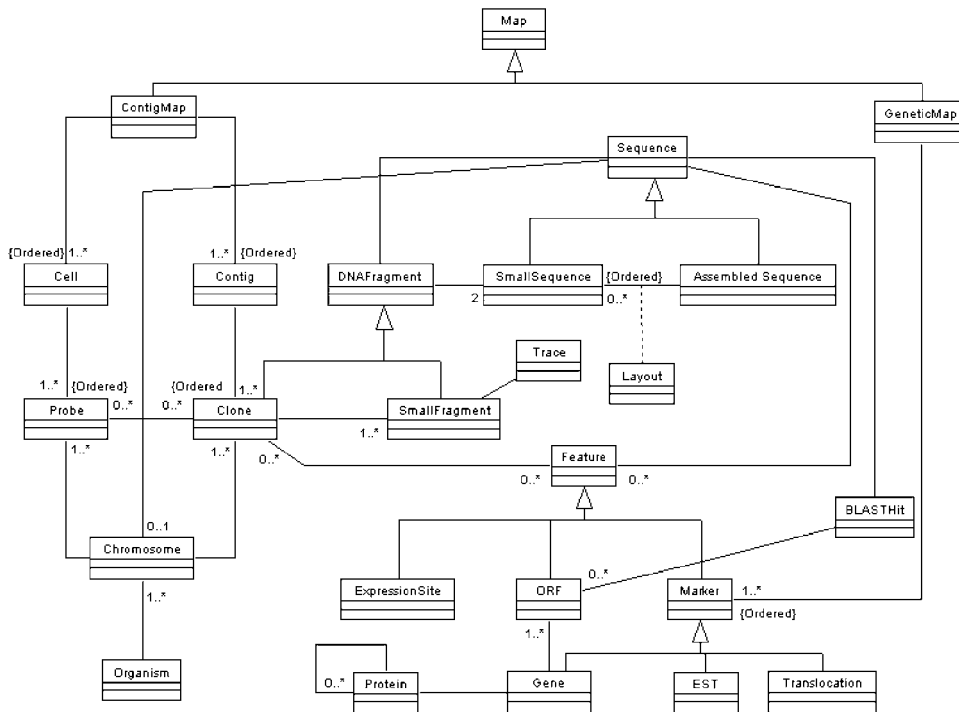 Map
ContigMap
GeneticMap
Sequence
{Ordered} 1..*
1..* {Ordered}
Cell
Contig
DNAFragment
SmallSequence
{Ordered}
Assembled Sequence
2
0..*
Trace
Layout
1..* {Ordered}
{Ordered
1..*
Probe
0..*
0..*
Clone
SmallFragment
1..*
1..*
1..*
0..*
Feature
0..*
0..*
BLASTHit
0..1
Chromosome
0..*
ExpressionSite
ORF
Marker
1..*
{Ordered}
1..*
1..*
Organism
0..*
Protein
Gene
EST
Translocation